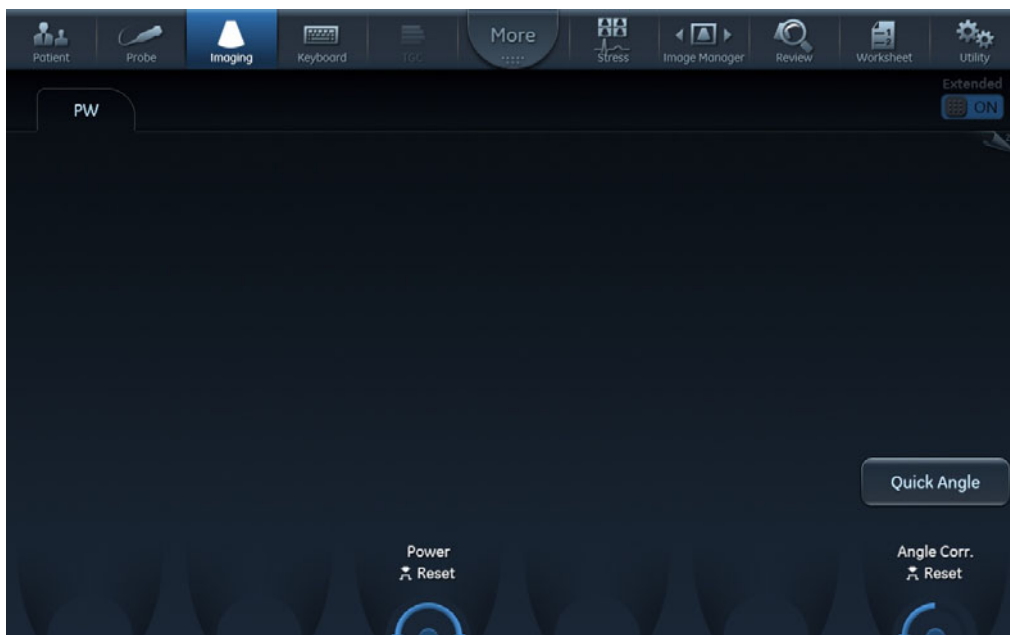 More
Patient Probe Imaging Keyboard TGC Stress Image Manager Review Worksheet Utility
Extended
PW ON
Quick Angle
Power Angle Corr.
Reset Reset